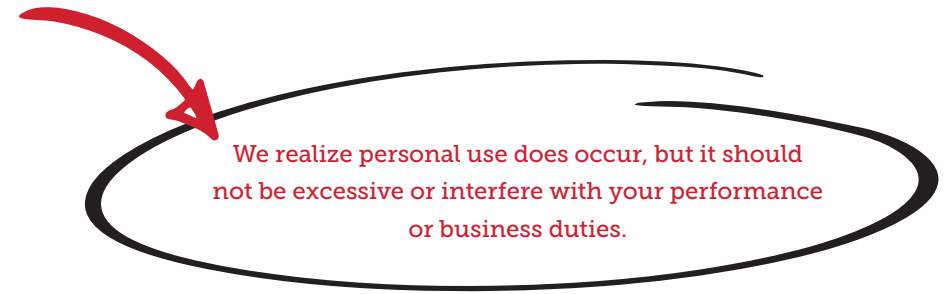 We realize personal use does occur, but it should
not be excessive or interfere with your performance
or business duties.